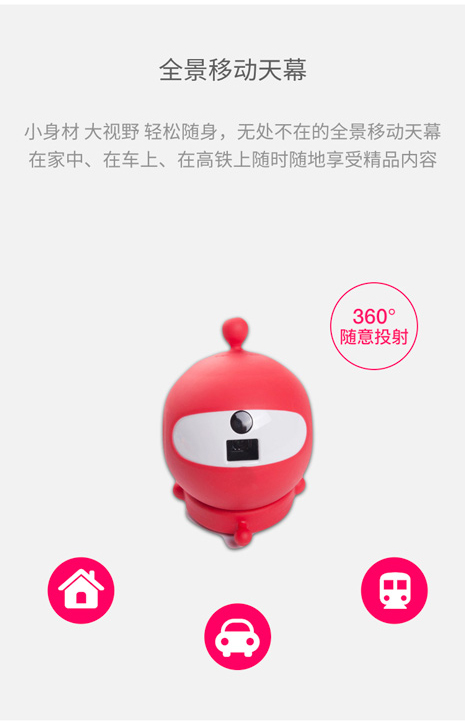 全景移动天幕
小身材 大视野 轻松随身，无处不在的全景移动天幕
在家中、在车上、在高铁上随时随地享受精品内容
360°
随意投射